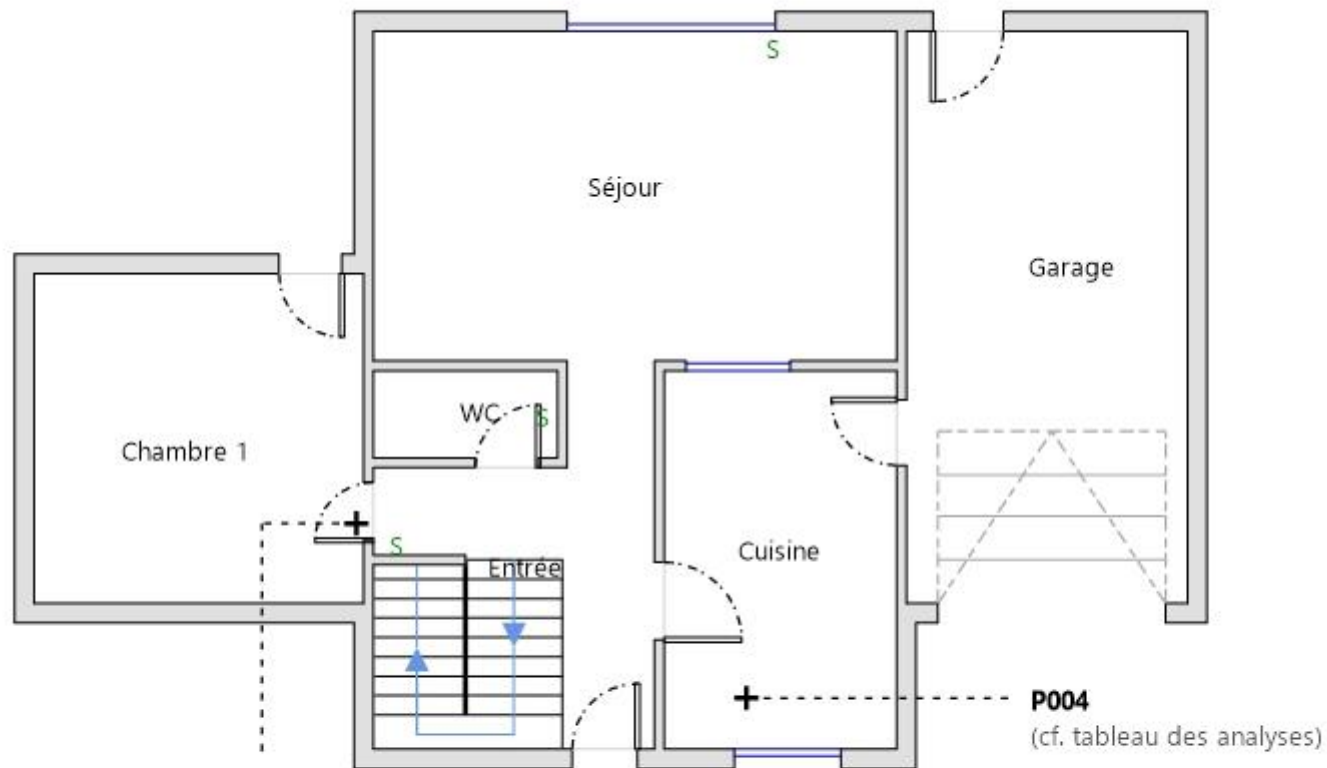 S
Séjour
Garage
WC
S
Chambre 1
S
Entrée
Cuisine
P004
(cf. tableau des analyses)